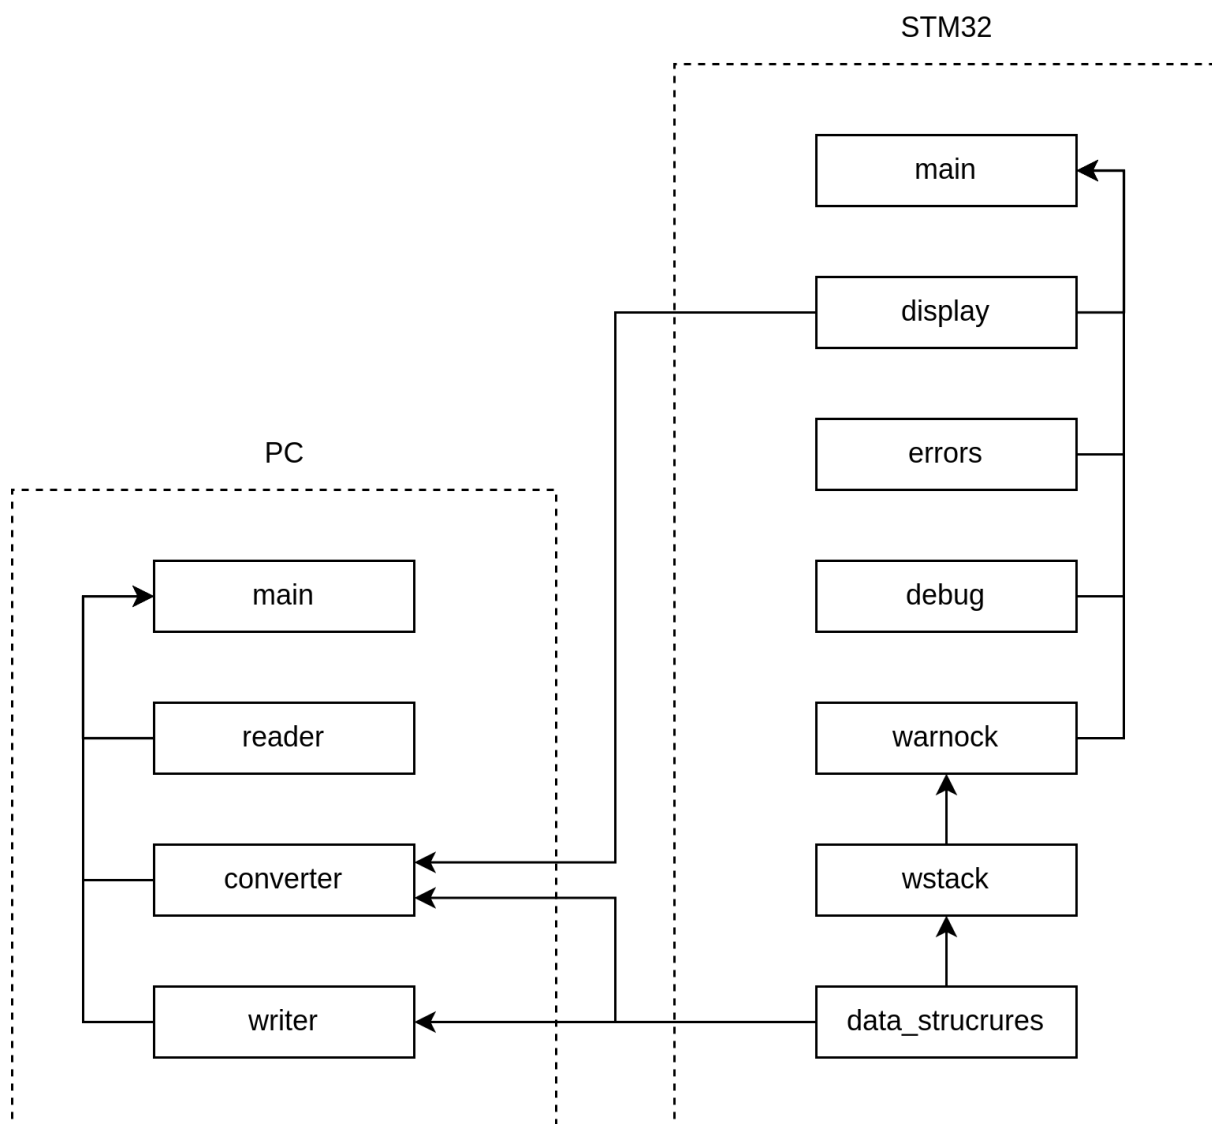 STM32
main
display
errors
debug
warnock
wstack
data_strucrures
PC
main
reader
converter
writer